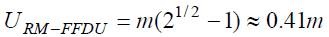 U_{RM-FFDU} = m(2^{1/2} - 1) ≈ 0.41m